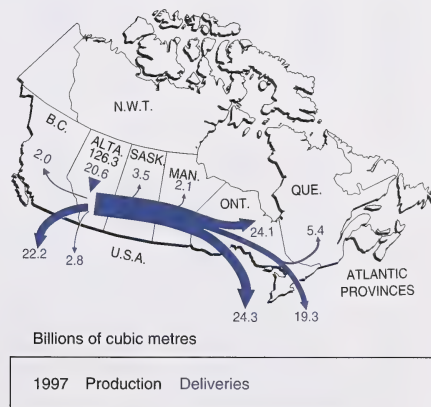 N.W.T.
B.C.
ALTA.
126.3
20.6
SASK.
3.5
MAN.
2.1
2.0
ONT.
24.1
QUE.
5.4
U.S.A.
22.2
2.8
ATLANTIC
PROVINCES
24.3
19.3
Billions of cubic metres
1997 Production Deliveries